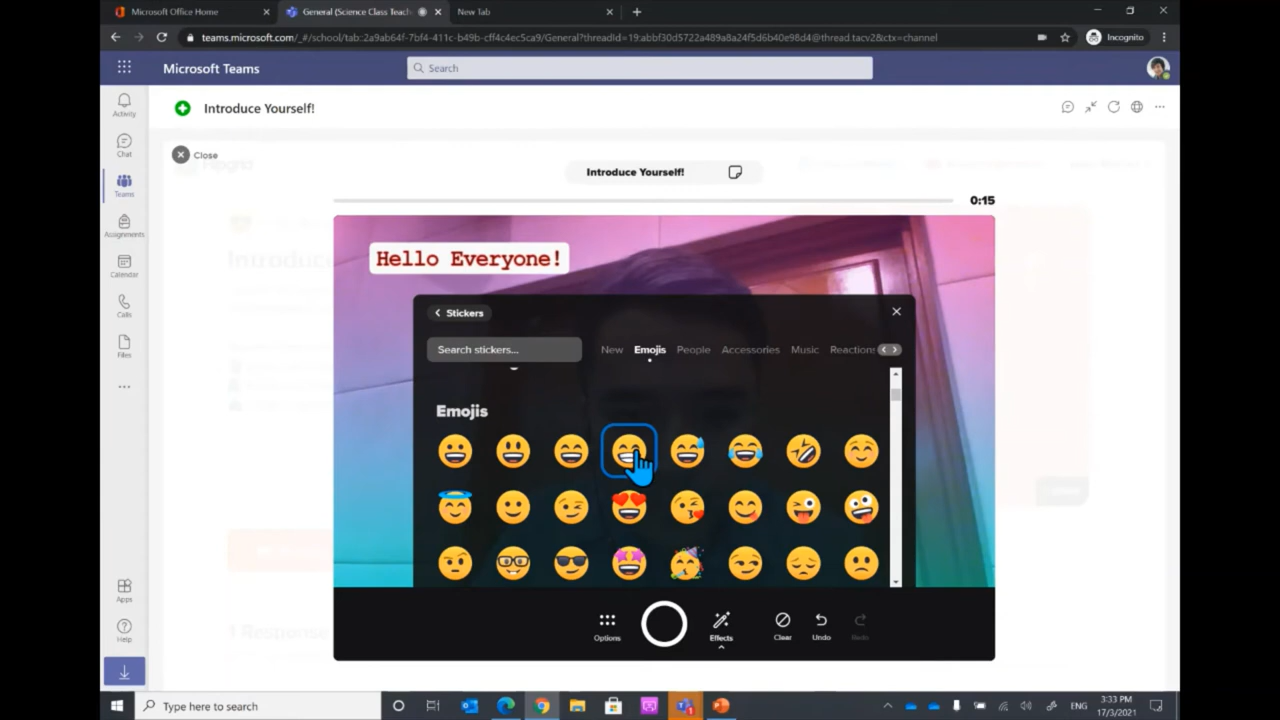 Microsoft Office Home
General (Science Class Teach
New Tab
teams.microsoft.com/_#/school/tab:2a9ab64f-7bf4-411c-b49b-cff4c4ec5ca9/General?threadId=19:abbf30d5722a489a8a24f5d6b40e98d4@thread.tacv2&ctx=channel
Incognito
Microsoft Teams
Search
Activity
Chat
Teams
Assignments
Calendar
Calls
Files
Apps
Help
Introduce Yourself!
Close
Introduce Yourself!
0:15
Hello Everyone!
Stickers
Search stickers...
New Emojis People Accessories Music Reactions
Emojis
Options
Effects
Clear
Undo
Redo
1 Response
Type here to search
ENG
3:33 PM
17/3/2021